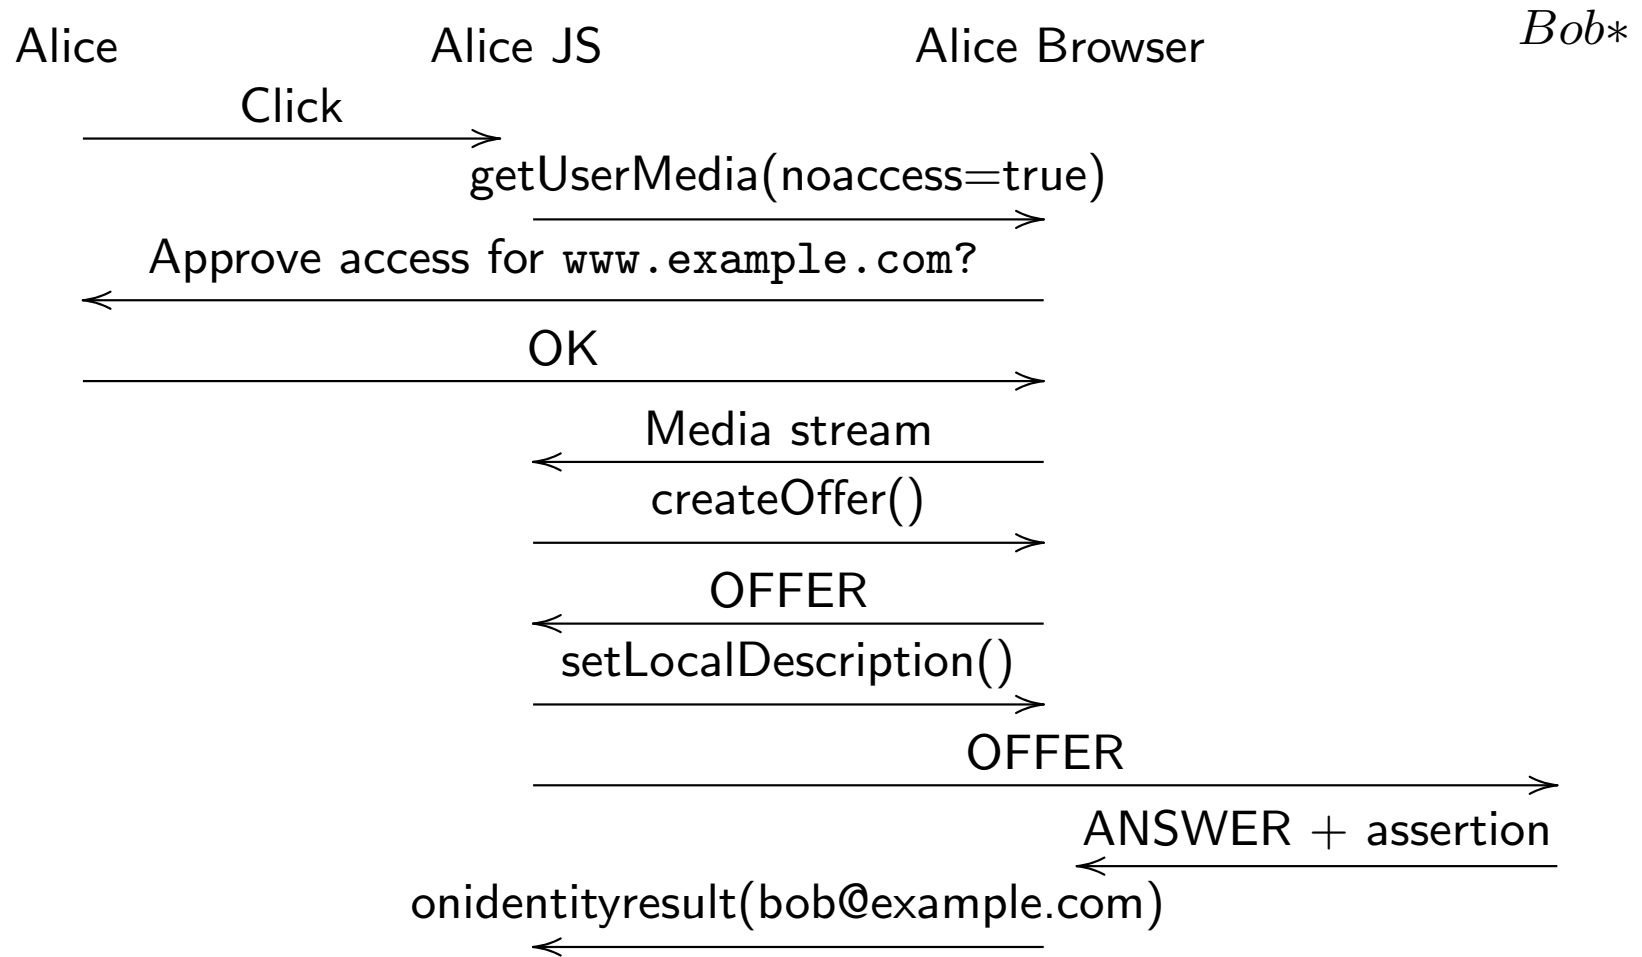 Alice Alice JS Alice Browser Bob*
Click
getUserMedia(noaccess=true)
Approve access for www.example.com?
OK
Media stream
createOffer()
OFFER
setLocalDescription()
OFFER
ANSWER + assertion
onidentityresult(bob@example.com)